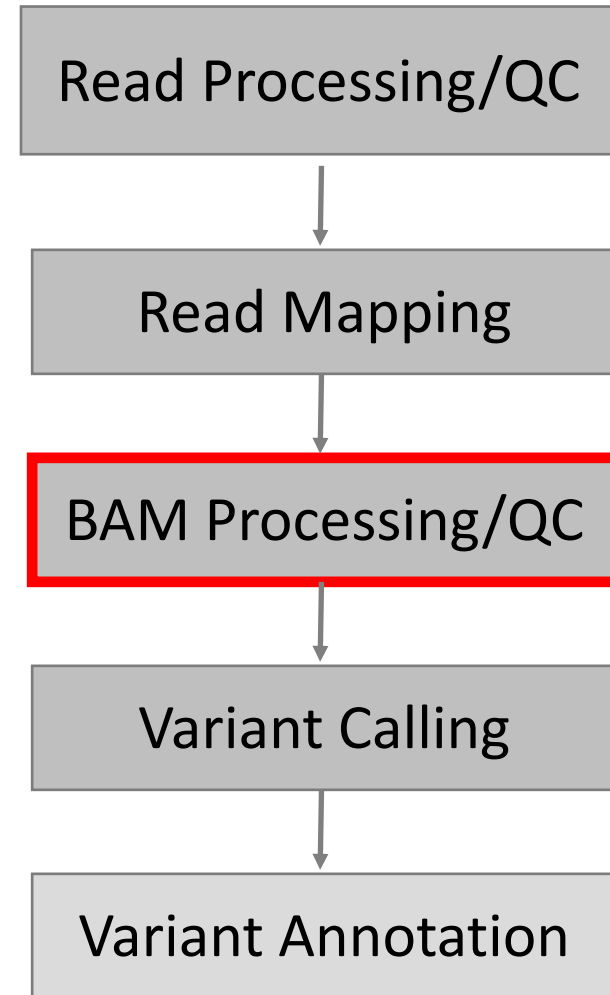 Read Processing/QC
Read Mapping
BAM Processing/QC
Variant Calling
Variant Annotation